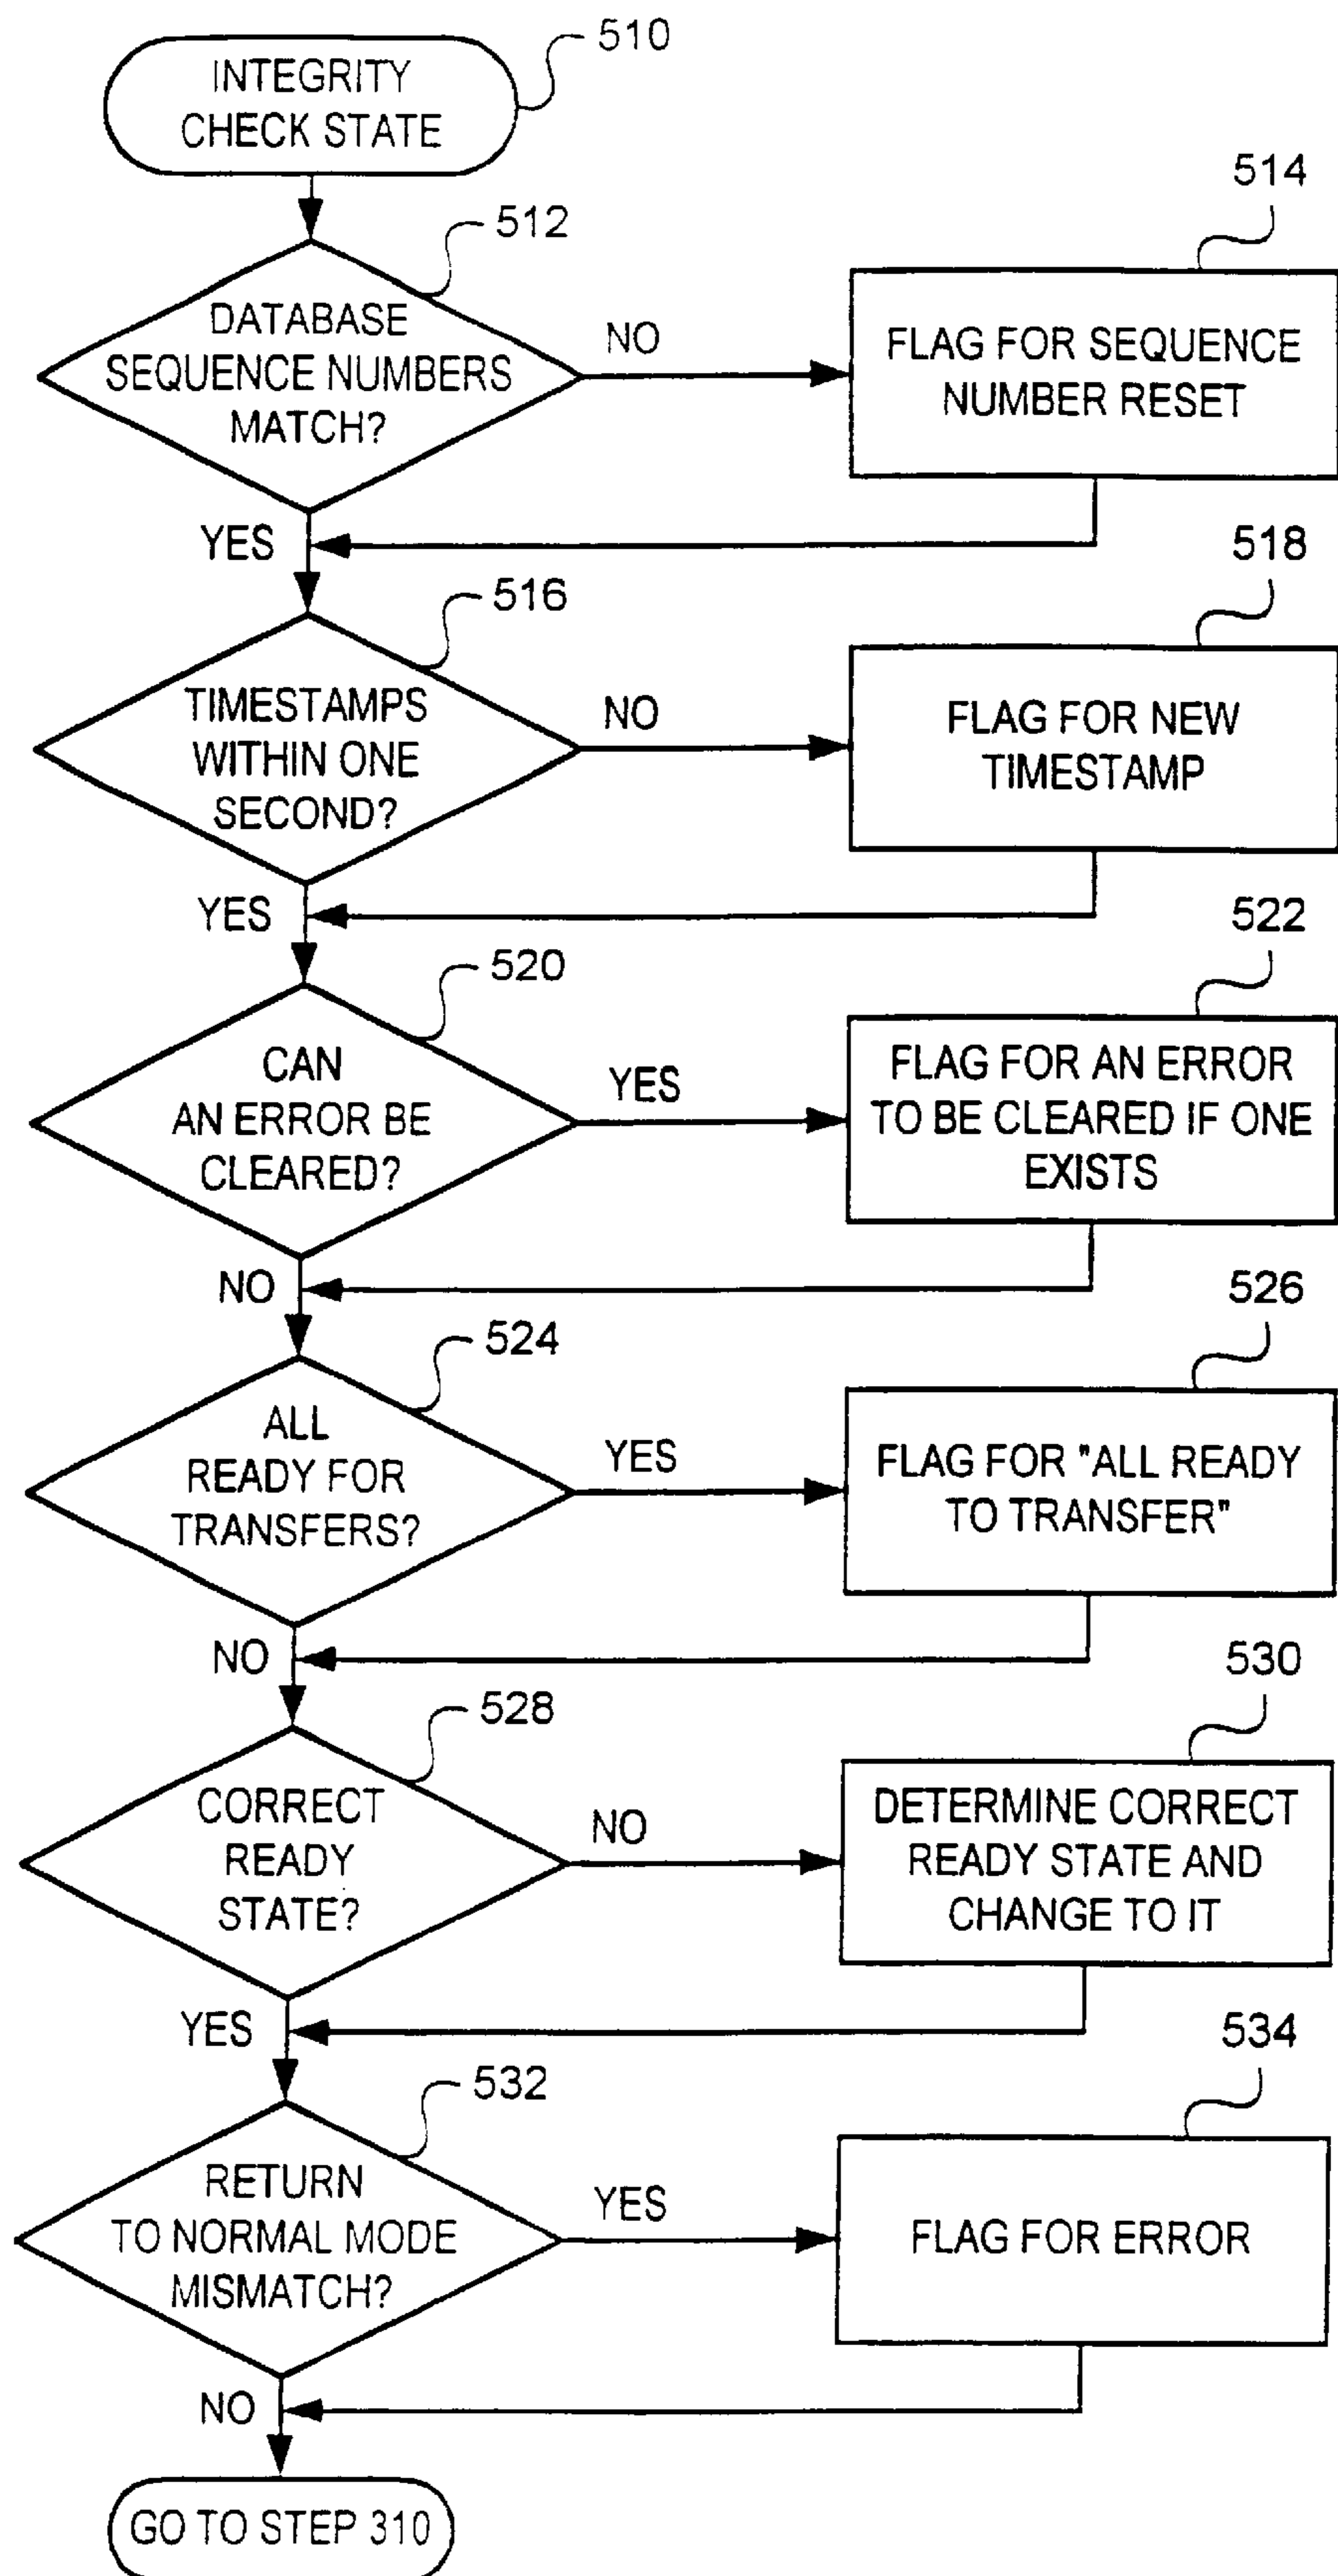 INTEGRITY
CHECK STATE
510
512
DATABASE
SEQUENCE NUMBERS
MATCH?
NO
514
FLAG FOR SEQUENCE
NUMBER RESET
YES
516
TIMESTAMPS
WITHIN ONE
SECOND?
NO
518
FLAG FOR NEW
TIMESTAMP
YES
520
CAN
AN ERROR BE
CLEARED?
YES
522
FLAG FOR AN ERROR
TO BE CLEARED IF ONE
EXISTS
NO
524
ALL
READY FOR
TRANSFERS?
YES
526
FLAG FOR "ALL READY
TO TRANSFER"
NO
528
CORRECT
READY
STATE?
NO
530
DETERMINE CORRECT
READY STATE AND
CHANGE TO IT
YES
532
RETURN
TO NORMAL MODE
MISMATCH?
YES
534
FLAG FOR ERROR
NO
GO TO STEP 310